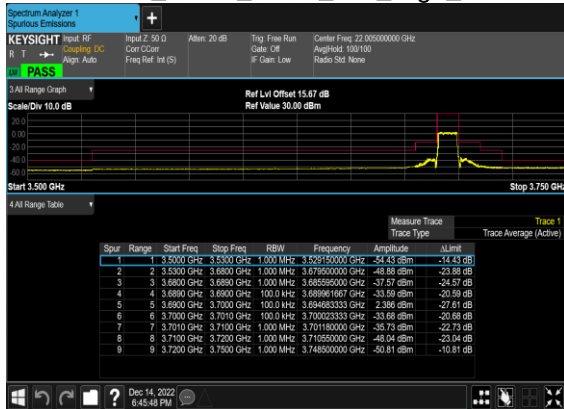 Spectrum Analyzer 1
Spurious Emissions
+
KEYSIGHT Input: RF Input Z: 50 Ω Atten: 20 dB Trig: Free Run Center Freq: 22.005000000 GHz
R T Coupling: DC Corr CCorr Gate: Off Avg|Hold: 100/100
Align: Auto Freq Ref: Int (S) IF Gain: Low Radio Std: None
PASS
3 All Range Graph Ref Lvl Offset 15.67 dB
Scale/Div 10.0 dB Ref Value 30.00 dBm
20.0
0.00
-20.0
-40.0
-60.0
Start 3.500 GHz Stop 3.750 GHz
4 All Range Table
Measure Trace Trace 1
Trace Type Trace Average (Active)
Spur Range Start Freq Stop Freq RBW Frequency Amplitude ΔLimit
1 1 3.5000 GHz 3.5300 GHz 1.000 MHz 3.529150000 GHz -54.43 dBm -14.43 dB
2 2 3.5300 GHz 3.6800 GHz 1.000 MHz 3.679500000 GHz -48.88 dBm -23.88 dB
3 3 3.6800 GHz 3.6890 GHz 1.000 MHz 3.685595000 GHz -37.57 dBm -24.57 dB
4 4 3.6890 GHz 3.6900 GHz 100.0 kHz 3.689961667 GHz -33.59 dBm -20.59 dB
5 5 3.6900 GHz 3.7000 GHz 100.0 kHz 3.694683333 GHz 2.386 dBm -27.61 dB
6 6 3.7000 GHz 3.7010 GHz 100.0 kHz 3.700023333 GHz -33.68 dBm -20.68 dB
7 7 3.7010 GHz 3.7100 GHz 1.000 MHz 3.701180000 GHz -35.73 dBm -22.73 dB
8 8 3.7100 GHz 3.7200 GHz 1.000 MHz 3.710550000 GHz -48.04 dBm -23.04 dB
9 9 3.7200 GHz 3.7500 GHz 1.000 MHz 3.748500000 GHz -50.81 dBm -10.81 dB
? Dec 14, 2022
6:45:48 PM